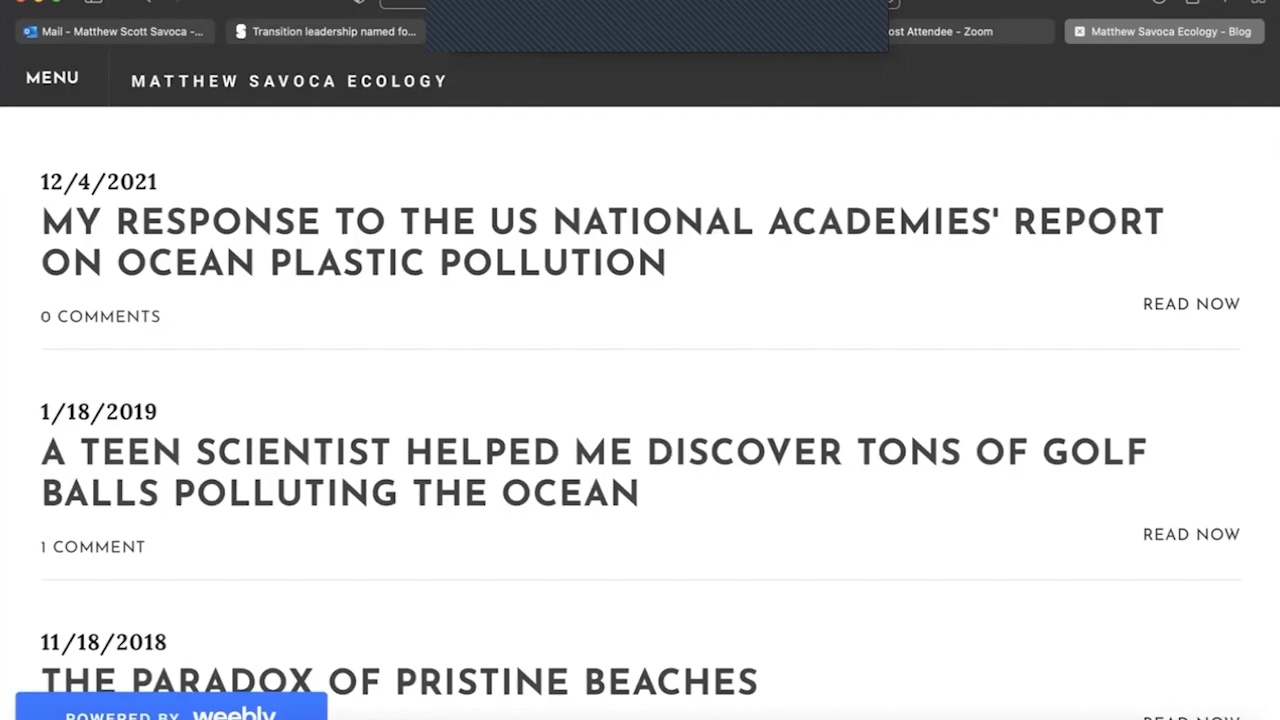 Mail - Matthew Scott Savoca -...
Transition leadership named fo...
ost Attendee - Zoom
Matthew Savoca Ecology - Blog
MENU
MATTHEW SAVOCA ECOLOGY
12/4/2021
MY RESPONSE TO THE US NATIONAL ACADEMIES' REPORT
ON OCEAN PLASTIC POLLUTION
0 COMMENTS
READ NOW
1/18/2019
A TEEN SCIENTIST HELPED ME DISCOVER TONS OF GOLF
BALLS POLLUTING THE OCEAN
1 COMMENT
READ NOW
11/18/2018
THE PARADOX OF PRISTINE BEACHES
READ NOW
POWERED BY weebly